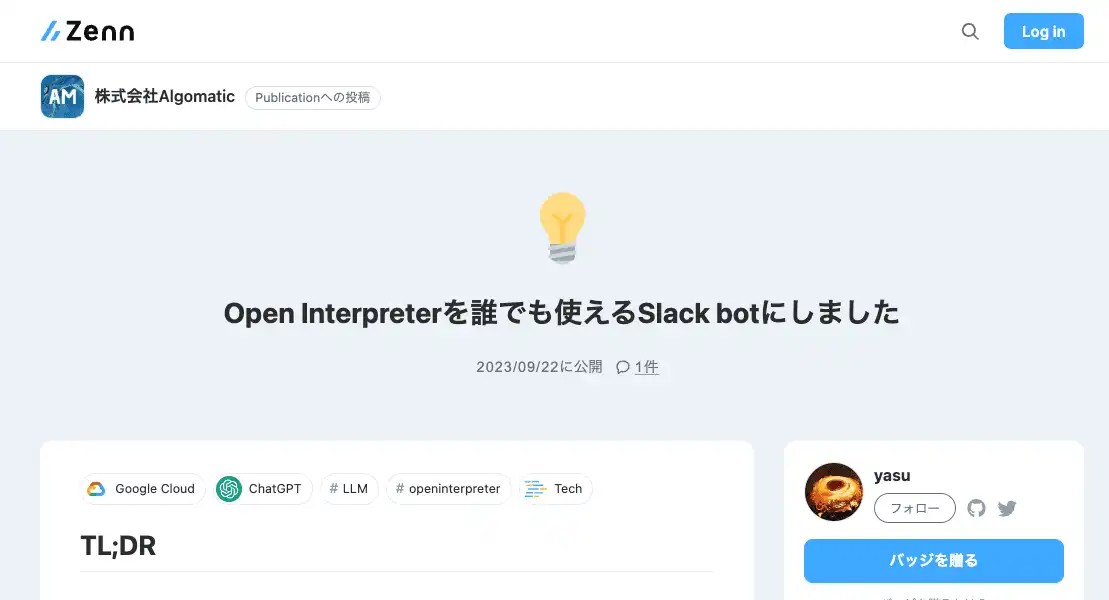 Zenn
Log in
AM
株式会社Algomatic
Publicationへの投稿
Open Interpreterを誰でも使えるSlack botにしました
2023/09/22に公開
1件
Google Cloud
ChatGPT
# LLM
# openinterpreter
Tech
TL;DR
yasu
フォロー
バッジを贈る